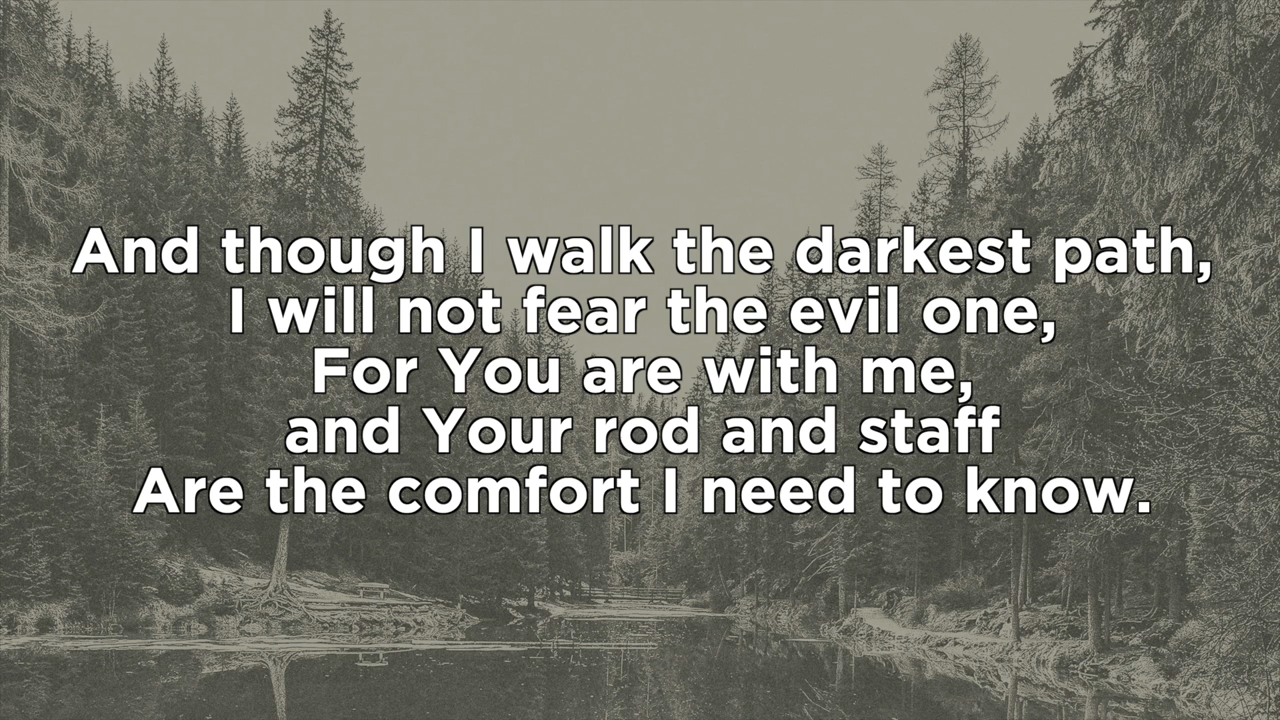 And though I walk the darkest path,
I will not fear the evil one,
For You are with me,
and Your rod and staff
Are the comfort I need to know.